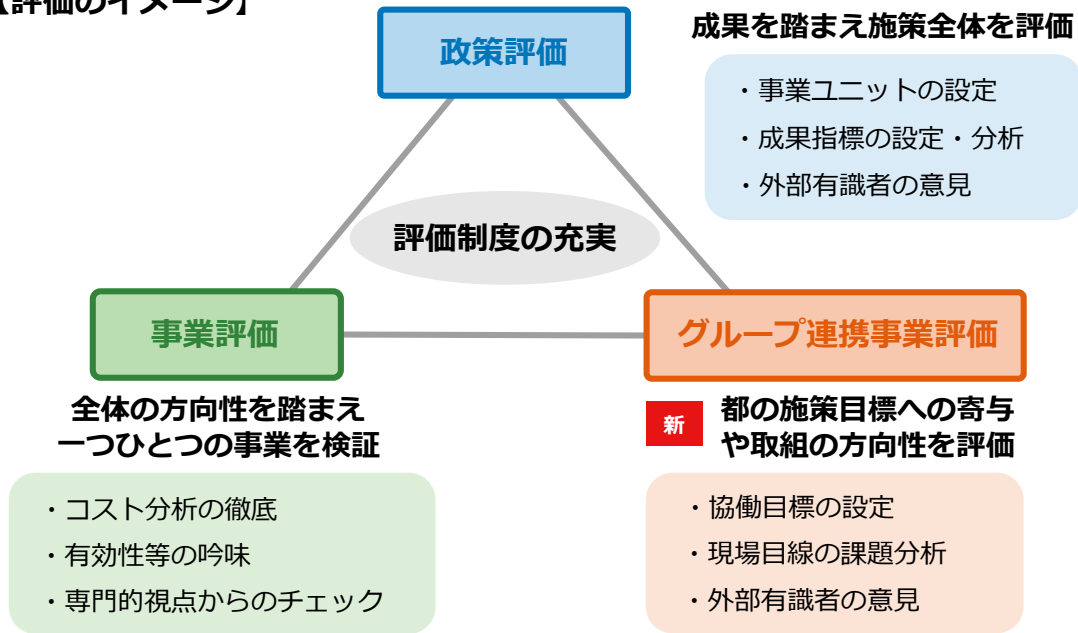 【評価のイメージ】
政策評価
成果を踏まえ施策全体を評価
・事業ユニットの設定
・成果指標の設定・分析
・外部有識者の意見
評価制度の充実
事業評価
全体の方向性を踏まえ
一つひとつの事業を検証
・コスト分析の徹底
・有効性等の吟味
・専門的視点からのチェック
グループ連携事業評価
新
都の施策目標への寄与
や取組の方向性を評価
・協働目標の設定
・現場目線の課題分析
・外部有識者の意見